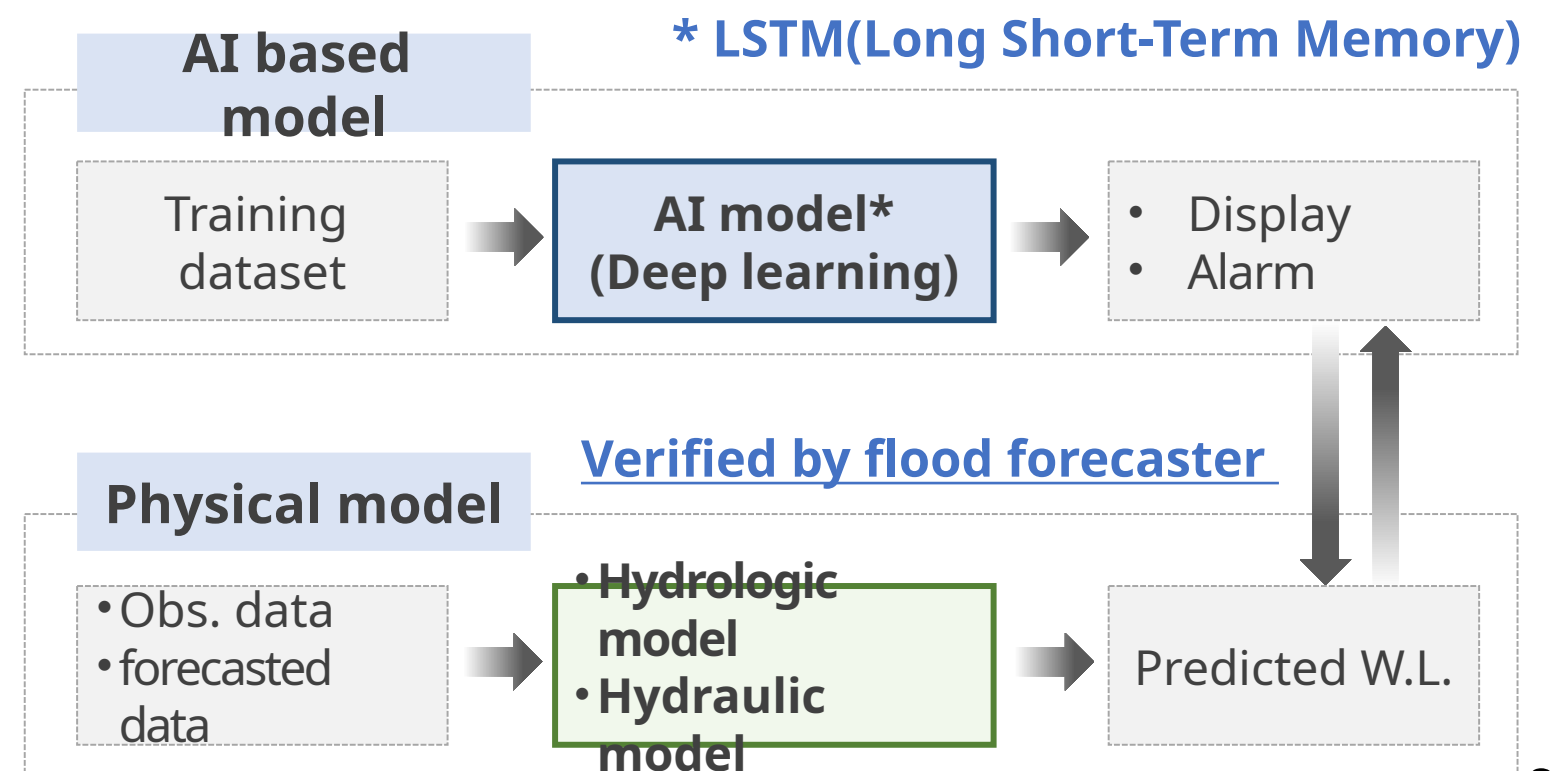 * LSTM(Long Short-Term Memory)
AI based
model
Training
dataset
AI model*
(Deep learning)
• Display
• Alarm
Verified by flood forecaster
Physical model
• Obs. data
• forecasted
data
• Hydrologic
model
• Hydraulic
model
Predicted W.L.